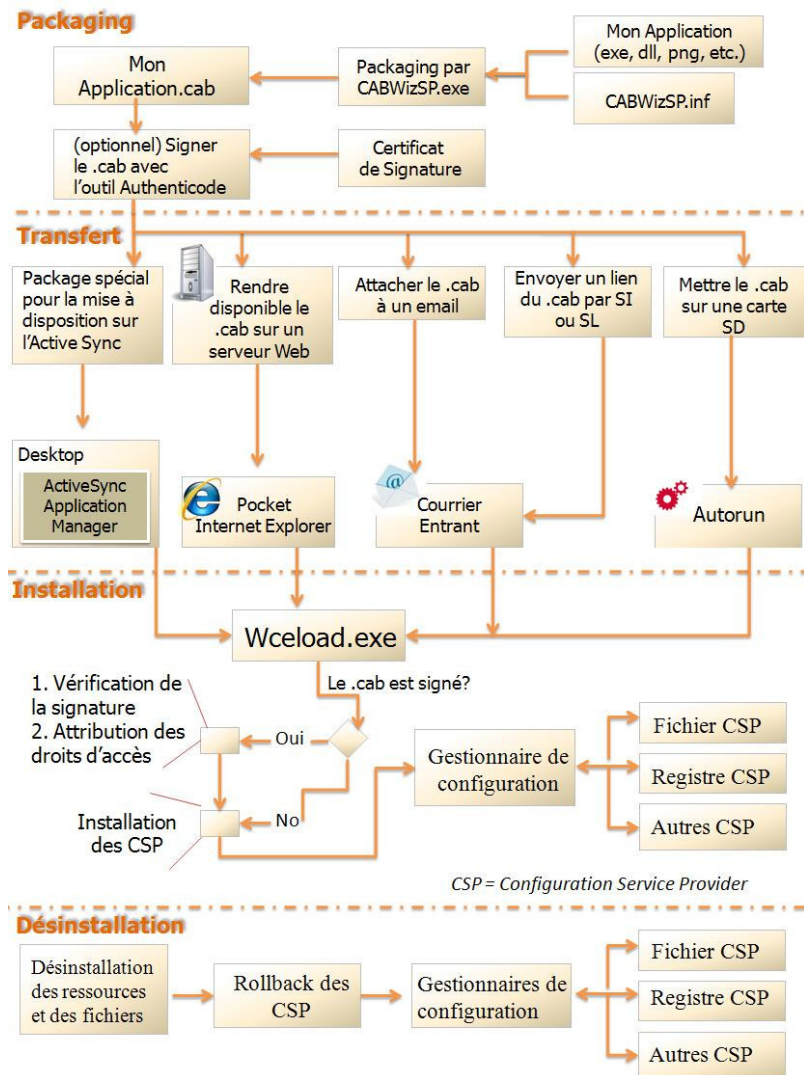 Packaging
Mon
Application.cab
Packaging par
CABWizSP.exe
Mon Application
(exe, dll, png, etc.)
CABWizSP.inf
(optionnel) Signer
le .cab avec
l'outil Authenticode
Certificat
de Signature
Transfert
Package spécial
pour la mise à
disposition sur
l'Active Sync
Rendre
disponible le
.cab sur un
serveur Web
Attacher le .cab
à un email
Envoyer un lien
du .cab par SI
ou SL
Mettre le .cab
sur une carte
SD
Desktop
ActiveSync
Application
Manager
Pocket
Internet Explorer
@
Courrier
Entrant
Autorun
Installation
Wceload.exe
Le .cab est signé?
1. Vérification de
la signature
2. Attribution des
droits d'accès
Oui
No
Installation
des CSP
Gestionnaire de
configuration
Fichier CSP
Registre CSP
Autres CSP
CSP = Configuration Service Provider
Désinstallation
Désinstallation
des ressources
et des fichiers
Rollback des
CSP
Gestionnaires de
configuration
Fichier CSP
Registre CSP
Autres CSP